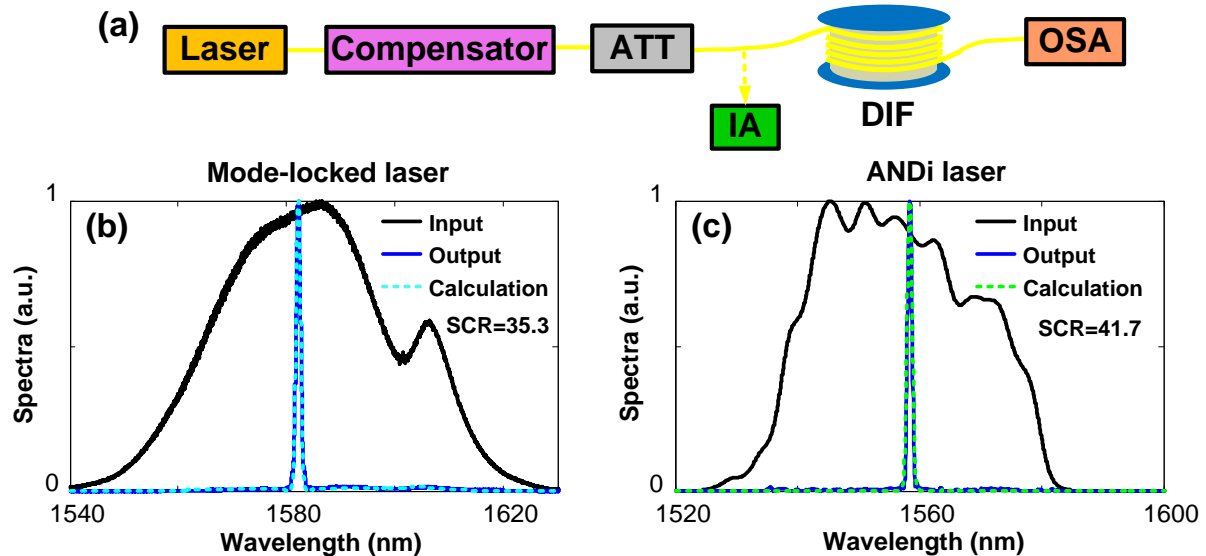 (a)
Laser
Compensator
ATT
OSA
IA
DIF
Mode-locked laser
(b)
Input
Output
Calculation
SCR=35.3
Spectra (a.u.)
1
0
1540
1580
1620
Wavelength (nm)
ANDi laser
(c)
Input
Output
Calculation
SCR=41.7
Spectra (a.u.)
1
0
1520
1560
1600
Wavelength (nm)